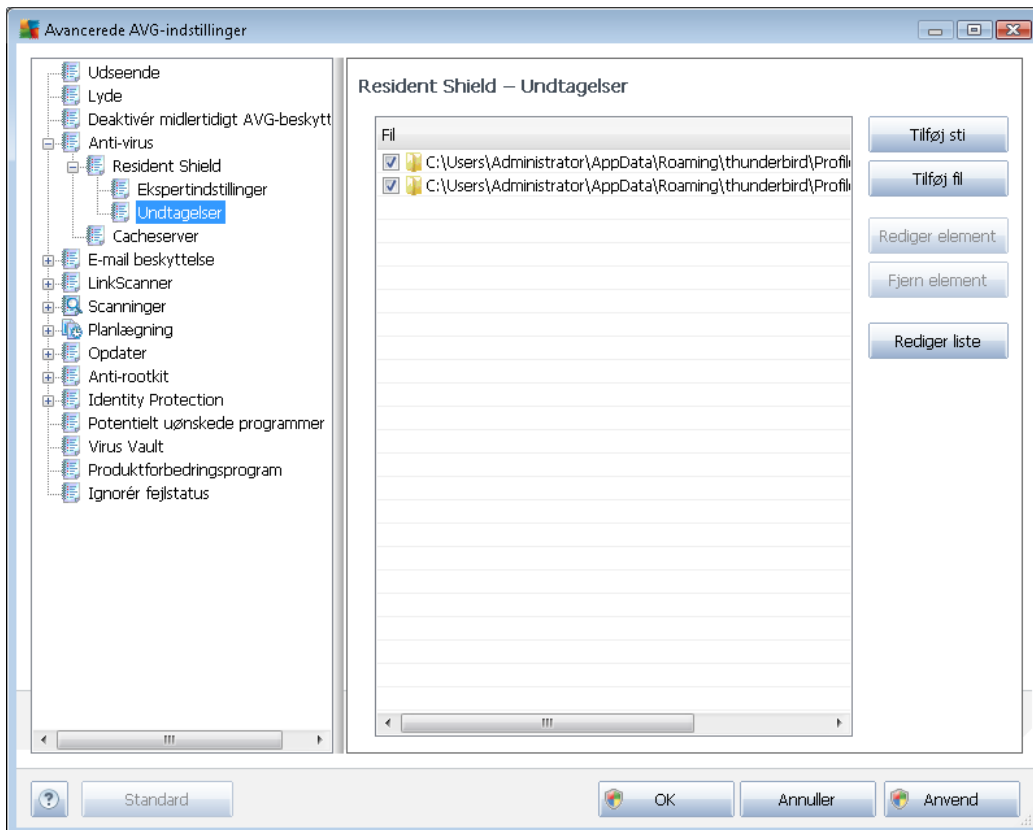 Avancerede AVG-indstillinger
Udseende
Lyde
Deaktivér midlertidigt AVG-beskytt
Anti-virus
Resident Shield
Ekspertindstillinger
Undtagelser
Cacheserver
E-mail beskyttelse
LinkScanner
Scanninger
Planlægning
Opdater
Anti-rootkit
Identity Protection
Potentielt uønskede programmer
Virus Vault
Produktforbedringsprogram
Ignorér fejlstatus
Resident Shield – Undtagelser
Fil
C:\Users\Administrator\AppData\Roaming\thunderbird\Profile
C:\Users\Administrator\AppData\Roaming\thunderbird\Profile
Tilføj sti
Tilføj fil
Rediger element
Fjern element
Rediger liste
?
Standard
OK
Annuller
Anvend